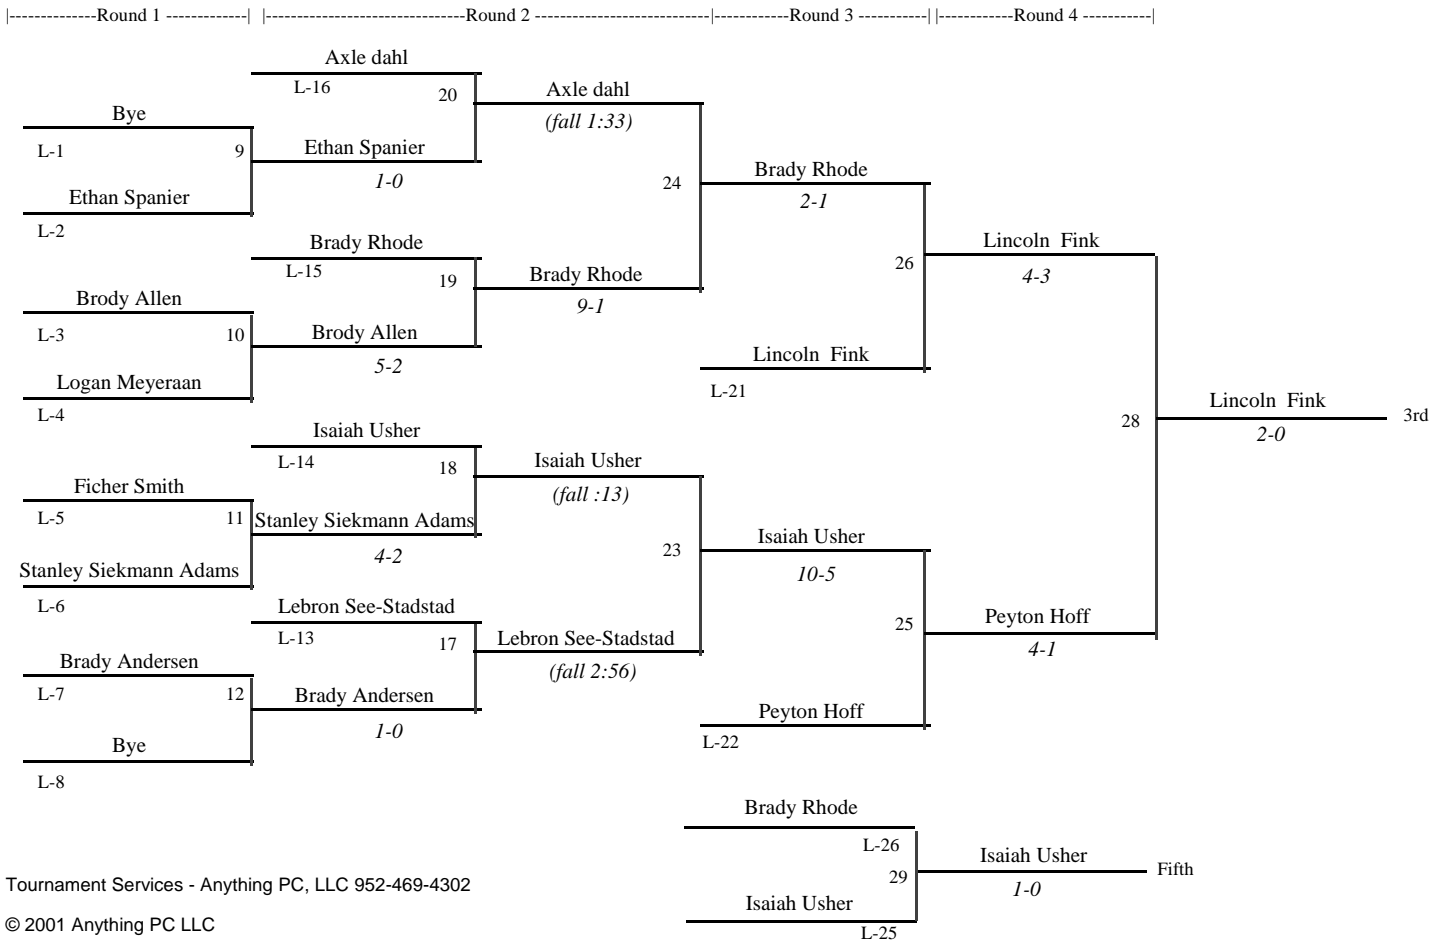 |--------------Round 1 -------------| |---------------------------------Round 2 -----------------------------|-------------Round 3 -----------| |------------Round 4 -----------|
Axle dahl
L-16
20
Axle dahl
(fall 1:33)
Bye
L-1
9
Ethan Spanier
1-0
Ethan Spanier
L-2
24
Brady Rhode
2-1
Brady Rhode
L-15
19
Brady Rhode
9-1
Brody Allen
L-3
10
Brody Allen
5-2
Logan Meyeraan
L-4
26
Lincoln  Fink
4-3
Lincoln  Fink
L-21
Isaiah Usher
L-14
18
Isaiah Usher
(fall :13)
Ficher Smith
L-5
11
Stanley Siekmann Adams
4-2
Stanley Siekmann Adams
L-6
23
Isaiah Usher
10-5
28
Lincoln  Fink
2-0
3rd
Lebron See-Stadstad
L-13
17
Lebron See-Stadstad
(fall 2:56)
Brady Andersen
L-7
12
Brady Andersen
1-0
Bye
L-8
25
Peyton Hoff
4-1
Peyton Hoff
L-22
Brady Rhode
L-26
29
Isaiah Usher
1-0
Fifth
Isaiah Usher
L-25
Tournament Services - Anything PC, LLC 952-469-4302
© 2001 Anything PC LLC